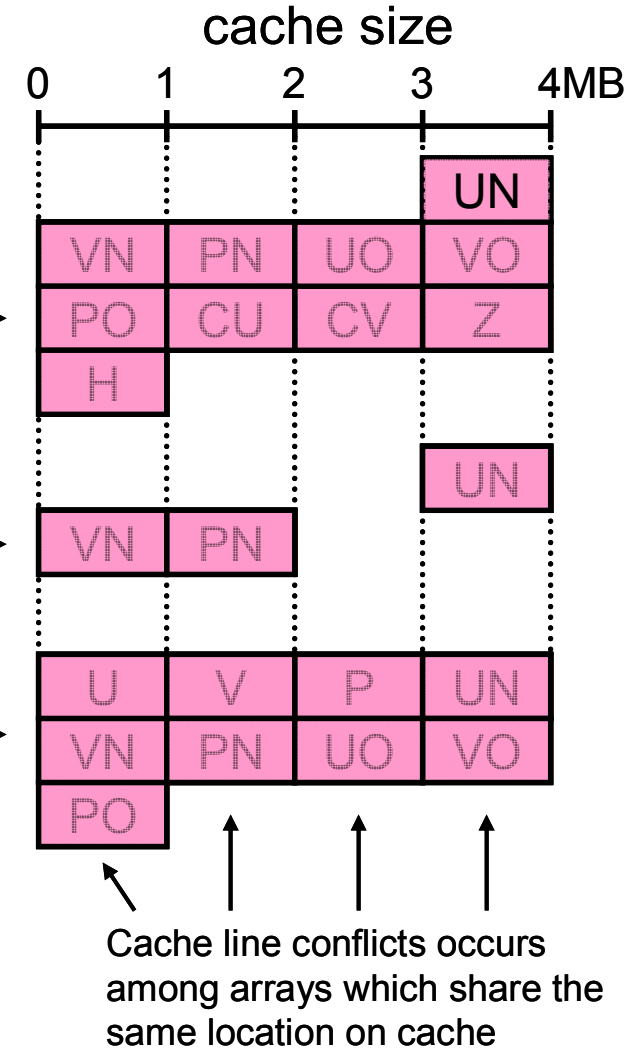 cache size
0 1 2 3 4MB
UN
VN PN UO VO
PO CU CV Z
H
UN
VN PN
U V P UN
VN PN UO VO
PO
Cache line conflicts occurs
among arrays which share the
same location on cache